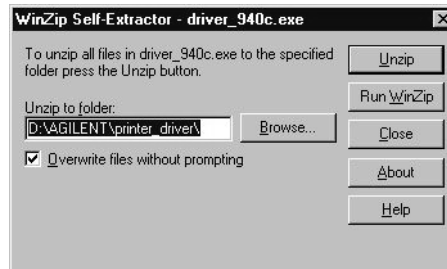 WinZip Self-Extractor - driver_940c.exe
To unzip all files in driver_940c.exe to the specified
folder press the Unzip button.
Unzip to folder:
D:\AGILENT\printer_driver\
Browse...
Overwrite files without prompting
Unzip
Run WinZip
Close
About
Help